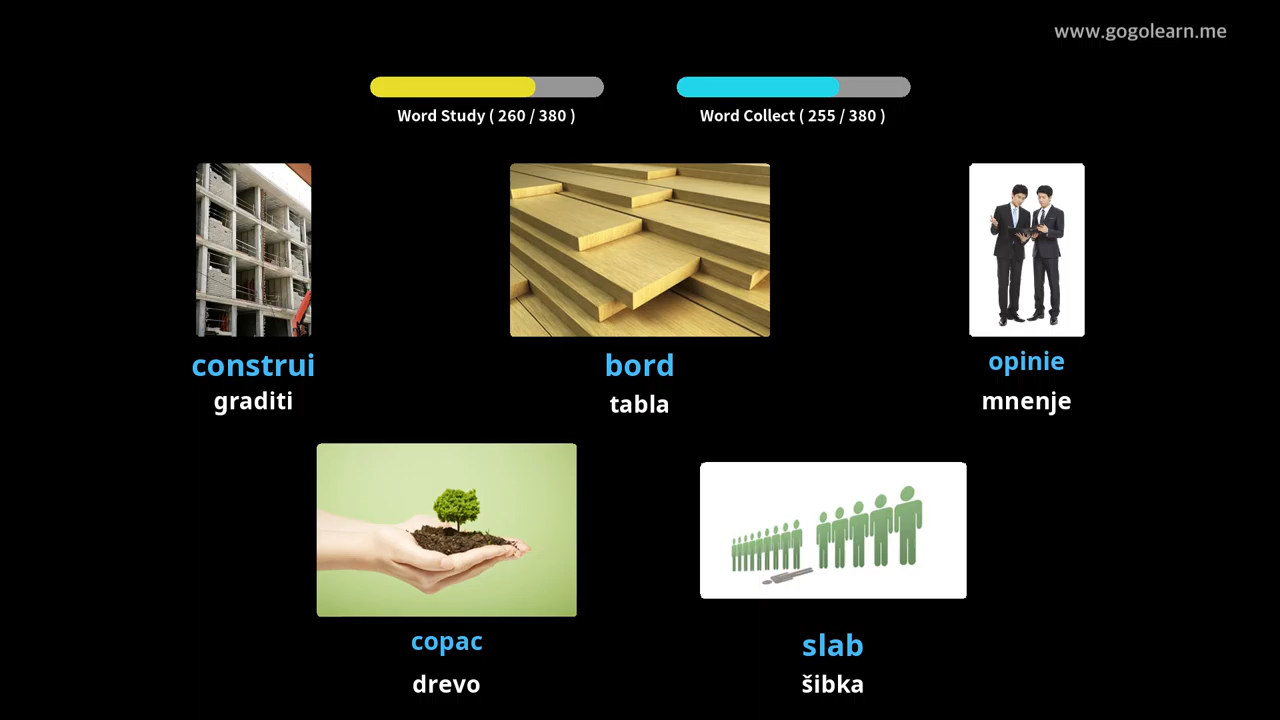 www.gogolearn.me
Word Study ( 260 / 380 )
Word Collect ( 255 / 380 )
construi
graditi
bord
tabla
opinie
mnenje
copac
drevo
slab
šibka